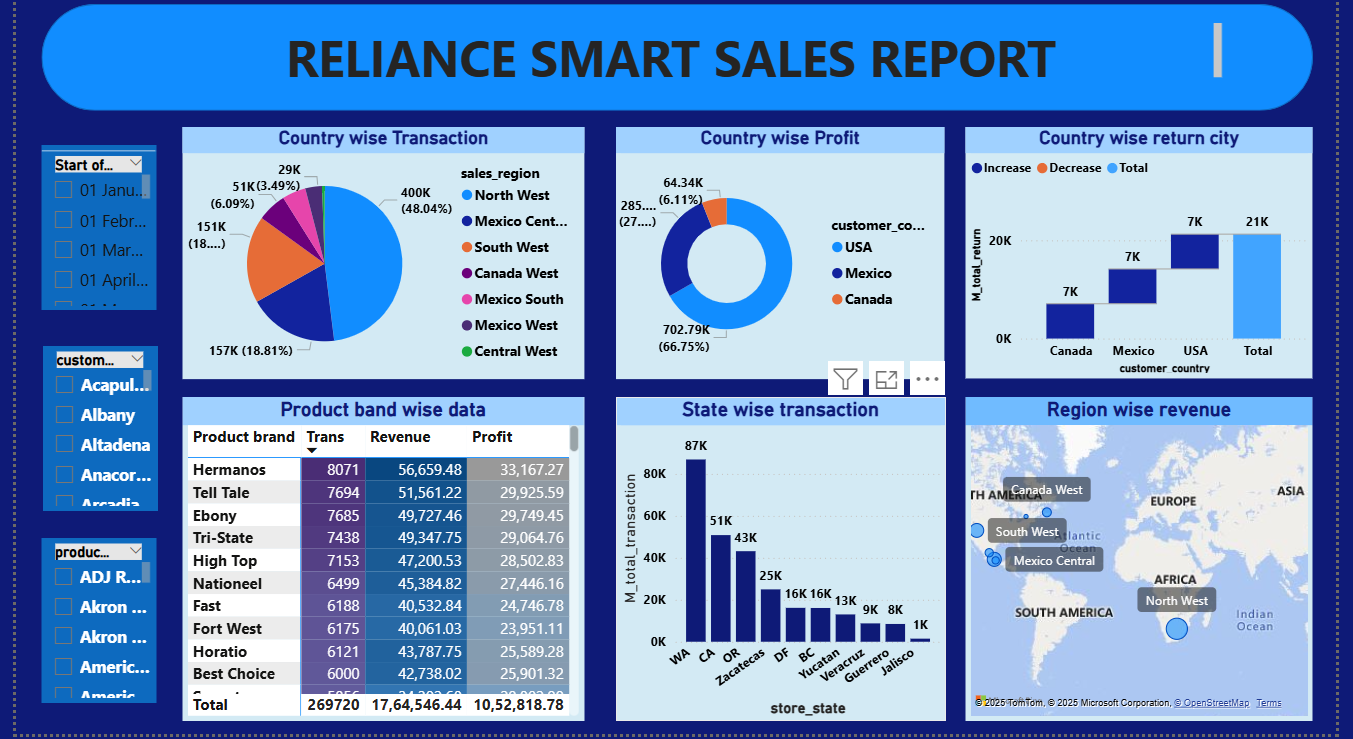 RELIANCE SMART SALES REPORT
Start of...
01 Janu...
01 Febr...
01 Mar...
01 April...
custom...
Acapul...
Albany
Altadena
Anacor...
Arcadia
produc...
ADJ R...
Akron ...
Akron ...
Americ...
Americ...
Country wise Transaction
29K
(3.49%)
51K
(6.09%)
151K
(18....)
400K
(48.04%)
157K (18.81%)
sales_region
North West
Mexico Cent...
South West
Canada West
Mexico South
Mexico West
Central West
Country wise Profit
64.34K
(6.11%)
285....
(27....)
702.79K
(66.75%)
customer_co...
USA
Mexico
Canada
Country wise return city
Increase Decrease Total
M_total_return
20K
0K
7K
7K
7K
21K
Canada Mexico USA Total
customer_country
Product band wise data
Product brand Trans Revenue Profit
Hermanos 8071 56,659.48 33,167.27
Tell Tale 7694 51,561.22 29,925.59
Ebony 7685 49,727.46 29,749.45
Tri-State 7438 49,347.75 29,064.76
High Top 7153 47,200.53 28,502.83
Nationeel 6499 45,384.82 27,446.16
Fast 6188 40,532.84 24,746.78
Fort West 6175 40,061.03 23,951.11
Horatio 6121 43,787.75 25,589.28
Best Choice 6000 42,738.02 25,901.32
Total 269720 17,64,546.44 10,52,818.78
State wise transaction
M_total_transaction
80K
60K
40K
20K
0K
87K
51K
43K
25K
16K
16K
13K
9K
8K
1K
WA
CA
OR
Zacatecas
DF
BC
Yucatan
Veracruz
Guerrero
Jalisco
store_state
Region wise revenue
TH AMERICA
Canada West
EUROPE
ASIA
South West
Atlantic
Ocean
Mexico Central
AFRICA
North West
SOUTH AMERICA
Indian
Ocean
© 2025 TomTom, © 2025 Microsoft Corporation, © OpenStreetMap Terms